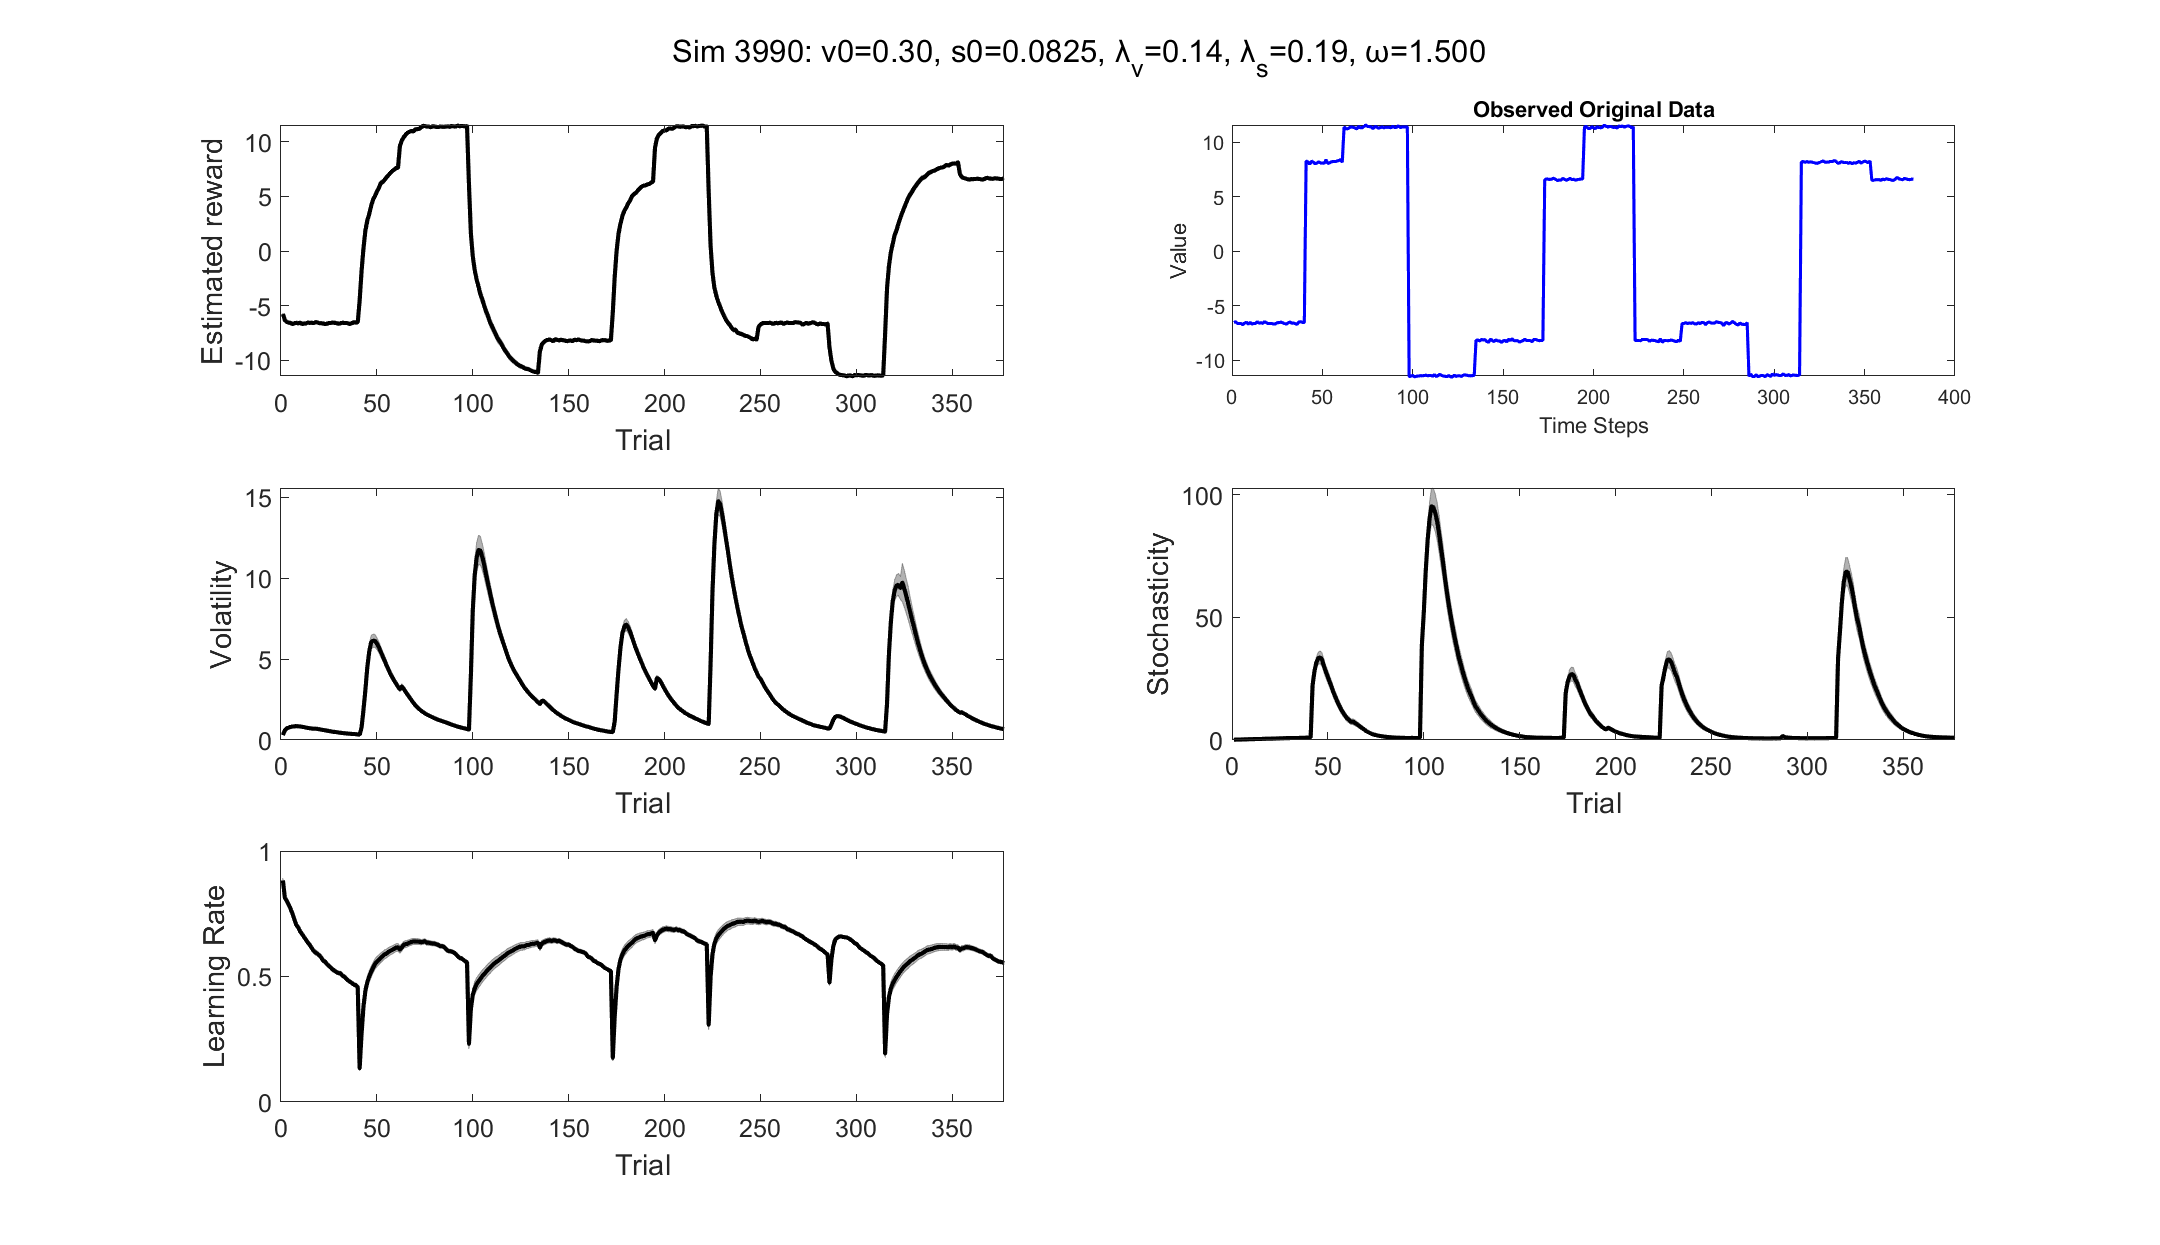 Sim 3990: v0=0.30, s0=0.0825, λ_v=0.14, λ_s=0.19, ω=1.500
Estimated reward
10
5
0
-5
-10
0 50 100 150 200 250 300 350
Trial
Observed Original Data
Value
10
5
0
-5
-10
0 50 100 150 200 250 300 350 400
Time Steps
Volatility
15
10
5
0
0 50 100 150 200 250 300 350
Trial
Stochasticity
100
50
0
0 50 100 150 200 250 300 350
Trial
Learning Rate
1
0.5
0
0 50 100 150 200 250 300 350
Trial